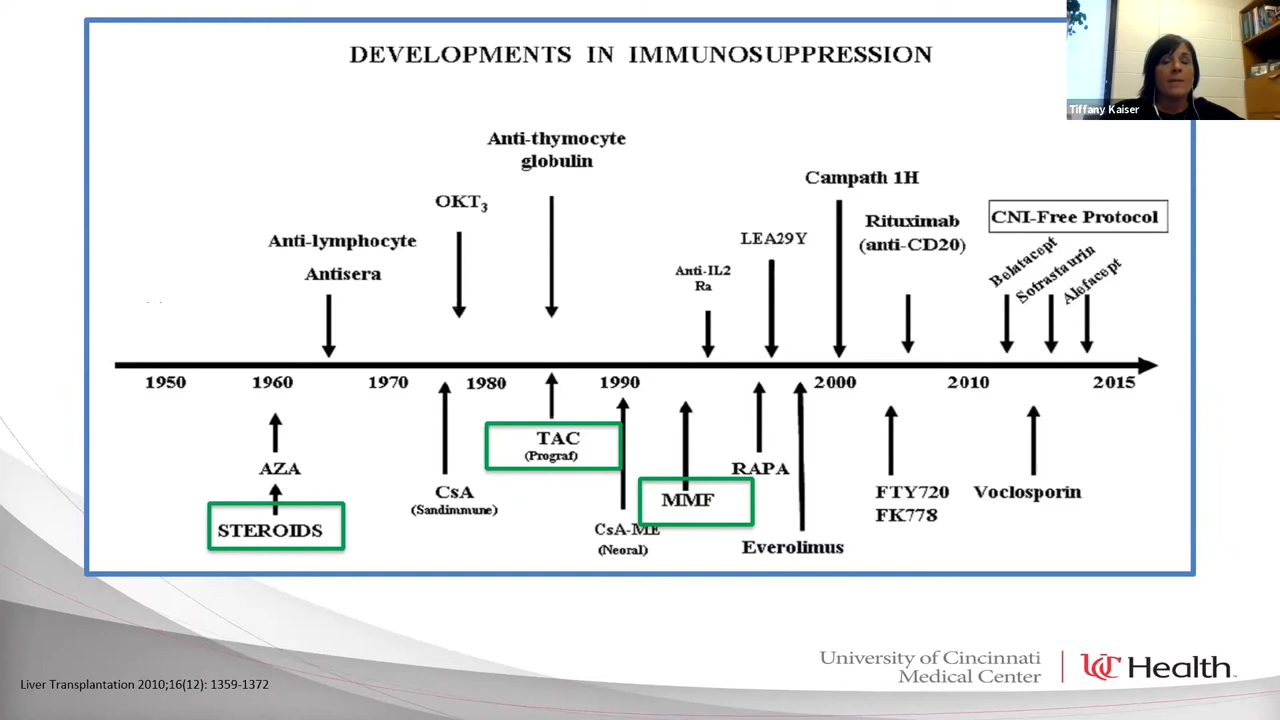 DEVELOPMENTS IN IMMUNOSUPPRESSION
Tiffany Kaiser
Anti-thymocyte
globulin
OKT3
Anti-lymphocyte
Antisera
Anti-IL2
Ra
LEA29Y
Campath 1H
Rituximab
(anti-CD20)
CNI-Free Protocol
Belatacept
Sotrastaurin
Alefacept
1950 1960 1970 1980 1990 2000 2010 2015
AZA
STEROIDS
CsA
(Sandimmune)
TAC
(Prograf)
CsA-ME
(Neoral)
MMF
RAPA
Everolimus
FTY720
FK778
Voclosporin
University of Cincinnati
Medical Center
UC Health
Liver Transplantation 2010;16(12): 1359-1372